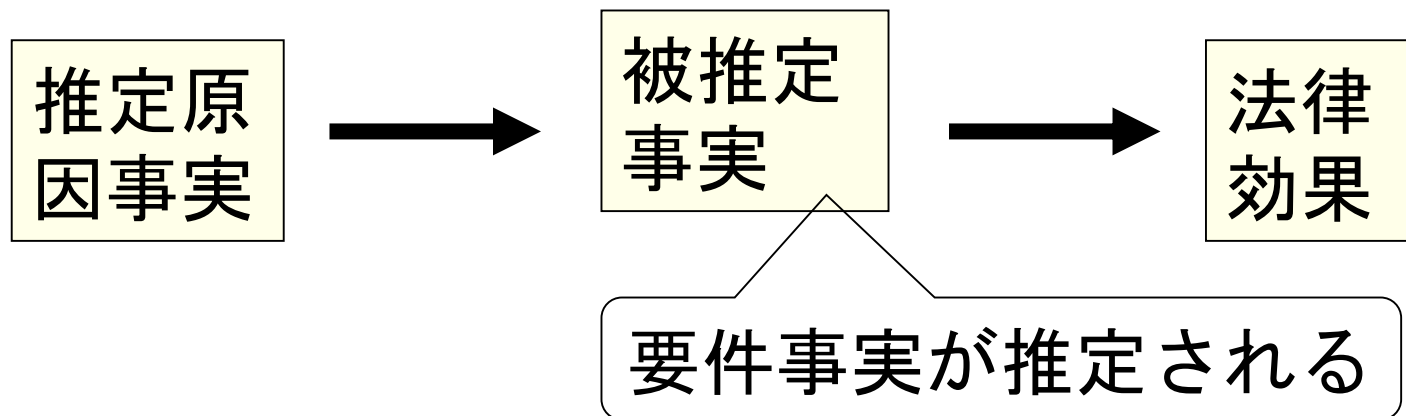 推定原
因事実
被推定
事実
法律
効果
要件事実が推定される